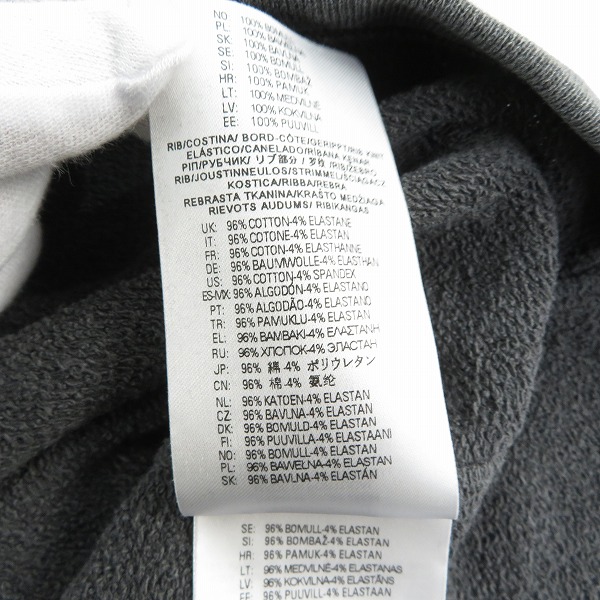 NO: 100% BOMULL
PL: 100% BAWEŁNA
SK: 100% BAVLNA
SE: 100% BOMULL
SI: 100% BOMBAŽ
HR: 100% PAMUK
LT: 100% MEDVILNĖ
LV: 100% KOKVILNA
EE: 100% PUUVILL
RIB/COSTINA/ BORD-CÔTE/GERIPPT/RIB KNIT
ELÁSTICO/CANELADO/RIBANA KENAR
ΡΙΠ/РУБЧИК/ リブ部分 / 罗纹 /RIB/ŽEBRO
RIB/JOUSTINNEULOS/STRIMMEL/ŚCIĄGACZ
KOSTICA/RIBBA/REBRA
REBRASTA TKANINA/KRAŠTO MEDŽIAGA
RIEVOTS AUDUMS/ RIBIKANGAS
UK: 96% COTTON-4% ELASTANE
IT: 96% COTONE-4% ELASTAN
FR: 96% COTON-4% ELASTHANNE
DE: 96% BAUMWOLLE-4% ELASTHAN
US: 96% COTTON-4% SPANDEX
ES-MX: 96% ALGODÓN-4% ELASTANO
PT: 96% ALGODÃO-4% ELASTANO
TR: 96% PAMUKLU-4% ELASTAN
EL: 96% ΒΑΜΒΑΚΙ-4% ΕΛΑΣΤΑΝΗ
RU: 96% ХЛОПОК-4% ЭЛАСТАН
JP: 96% 綿-4% ポリウレタン
CN: 96% 棉-4% 氨纶
NL: 96% KATOEN-4% ELASTAN
CZ: 96% BAVLNA-4% ELASTAN
DK: 96% BOMULD-4% ELASTAN
FI: 96% PUUVILLA-4% ELASTAANI
NO: 96% BOMULL-4% ELASTAN
PL: 96% BAWEŁNA-4% ELASTAN
SK: 96% BAVLNA-4% ELASTÁN
SE: 96% BOMULL-4% ELASTAN
SI: 96% BOMBAŽ-4% ELASTAN
HR: 96% PAMUK-4% ELASTAN
LT: 96% MEDVILNĖ-4% ELASTANAS
LV: 96% KOKVILNA-4% ELASTĀNS
EE: 96% PUUVILL-4% ELASTAAN